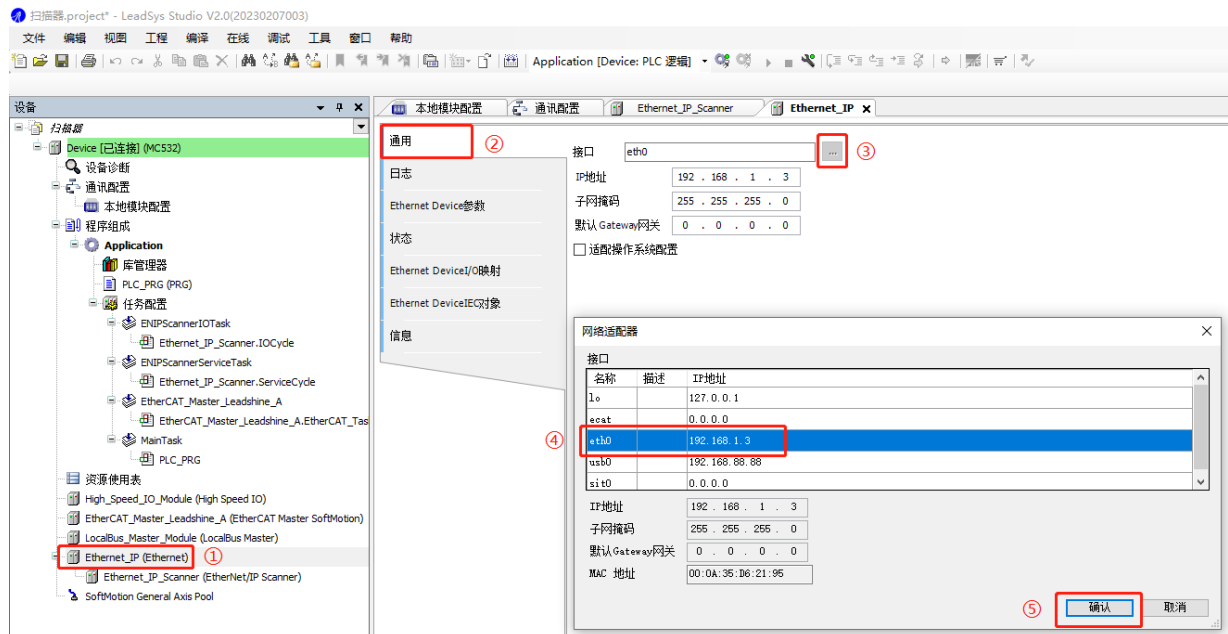 扫描器.project* - LeadSys Studio V2.0(20230207003)
文件 编辑 视图 工程 编译 在线 调试 工具 窗口 帮助
Application [Device: PLC 逻辑]
设备
扫描器
Device [已连接] (MC532)
设备诊断
通讯配置
本地模块配置
程序组成
Application
库管理器
PLC_PRG (PRG)
任务配置
ENIPScannerIOTask
Ethernet_IP_Scanner.IOCycle
ENIPScannerServiceTask
Ethernet_IP_Scanner.ServiceCycle
EtherCAT_Master_Leadshine_A
EtherCAT_Master_Leadshine_A.EtherCAT_Tas
MainTask
PLC_PRG
资源使用表
High_Speed_IO_Module (High Speed IO)
EtherCAT_Master_Leadshine_A (EtherCAT Master SoftMotion)
LocalBus_Master_Module (LocalBus Master)
Ethernet_IP (Ethernet) ①
Ethernet_IP_Scanner (EtherNet/IP Scanner)
SoftMotion General Axis Pool
本地模块配置 通讯配置 Ethernet_IP_Scanner Ethernet_IP
通用 ②
日志
Ethernet Device参数
状态
Ethernet DeviceI/O映射
Ethernet DeviceIEC对象
信息
接口 eth0 ... ③
IP地址 192 . 168 . 1 . 3
子网掩码 255 . 255 . 255 . 0
默认Gateway网关 0 . 0 . 0 . 0
适配操作系统配置
网络适配器
接口
名称 描述 IP地址
lo 127.0.0.1
ecat 0.0.0.0
④ eth0 192.168.1.3
usb0 192.168.88.88
sit0 0.0.0.0
IP地址 192 . 168 . 1 . 3
子网掩码 255 . 255 . 255 . 0
默认Gateway网关 0 . 0 . 0 . 0
MAC 地址 00:0A:35:D6:21:95
⑤ 确认 取消